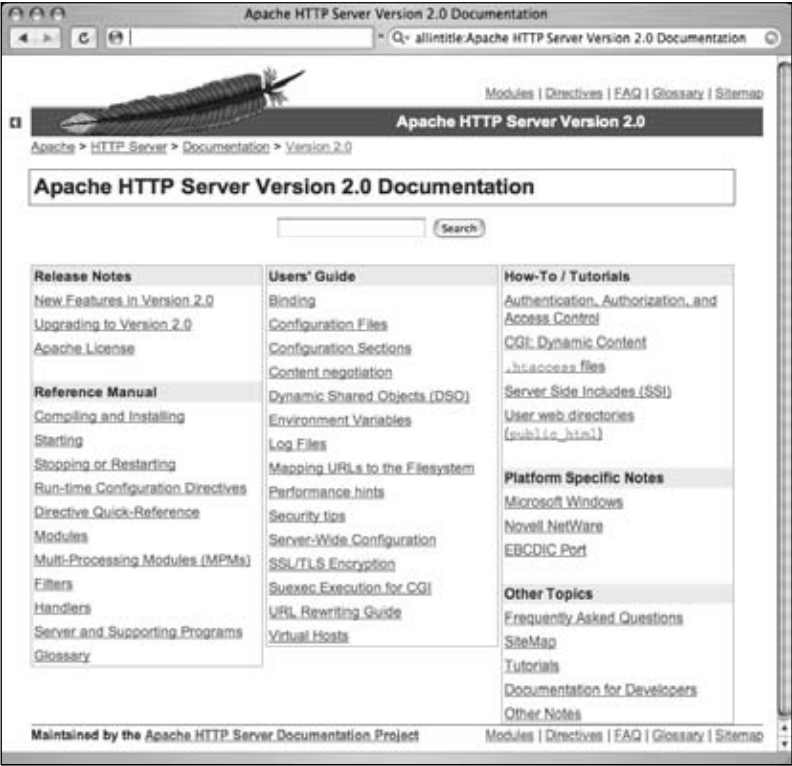 Apache HTTP Server Version 2.0 Documentation
allintitle:Apache HTTP Server Version 2.0 Documentation
Modules | Directives | FAQ | Glossary | Sitemap
Apache HTTP Server Version 2.0
Apache > HTTP Server > Documentation > Version 2.0
Apache HTTP Server Version 2.0 Documentation
Search
Release Notes
New Features in Version 2.0
Upgrading to Version 2.0
Apache License
Reference Manual
Compiling and Installing
Starting
Stopping or Restarting
Run-time Configuration Directives
Directive Quick-Reference
Modules
Multi-Processing Modules (MPMs)
Filters
Handlers
Server and Supporting Programs
Glossary
Users' Guide
Binding
Configuration Files
Configuration Sections
Content negotiation
Dynamic Shared Objects (DSO)
Environment Variables
Log Files
Mapping URLs to the Filesystem
Performance hints
Security tips
Server-Wide Configuration
SSL/TLS Encryption
Suexec Execution for CGI
URL Rewriting Guide
Virtual Hosts
How-To / Tutorials
Authentication, Authorization, and
Access Control
CGI: Dynamic Content
.htaccess files
Server Side Includes (SSI)
User web directories
(public_html)
Platform Specific Notes
Microsoft Windows
Novell NetWare
EBCDIC Port
Other Topics
Frequently Asked Questions
SiteMap
Tutorials
Documentation for Developers
Other Notes
Maintained by the Apache HTTP Server Documentation Project
Modules | Directives | FAQ | Glossary | Sitemap